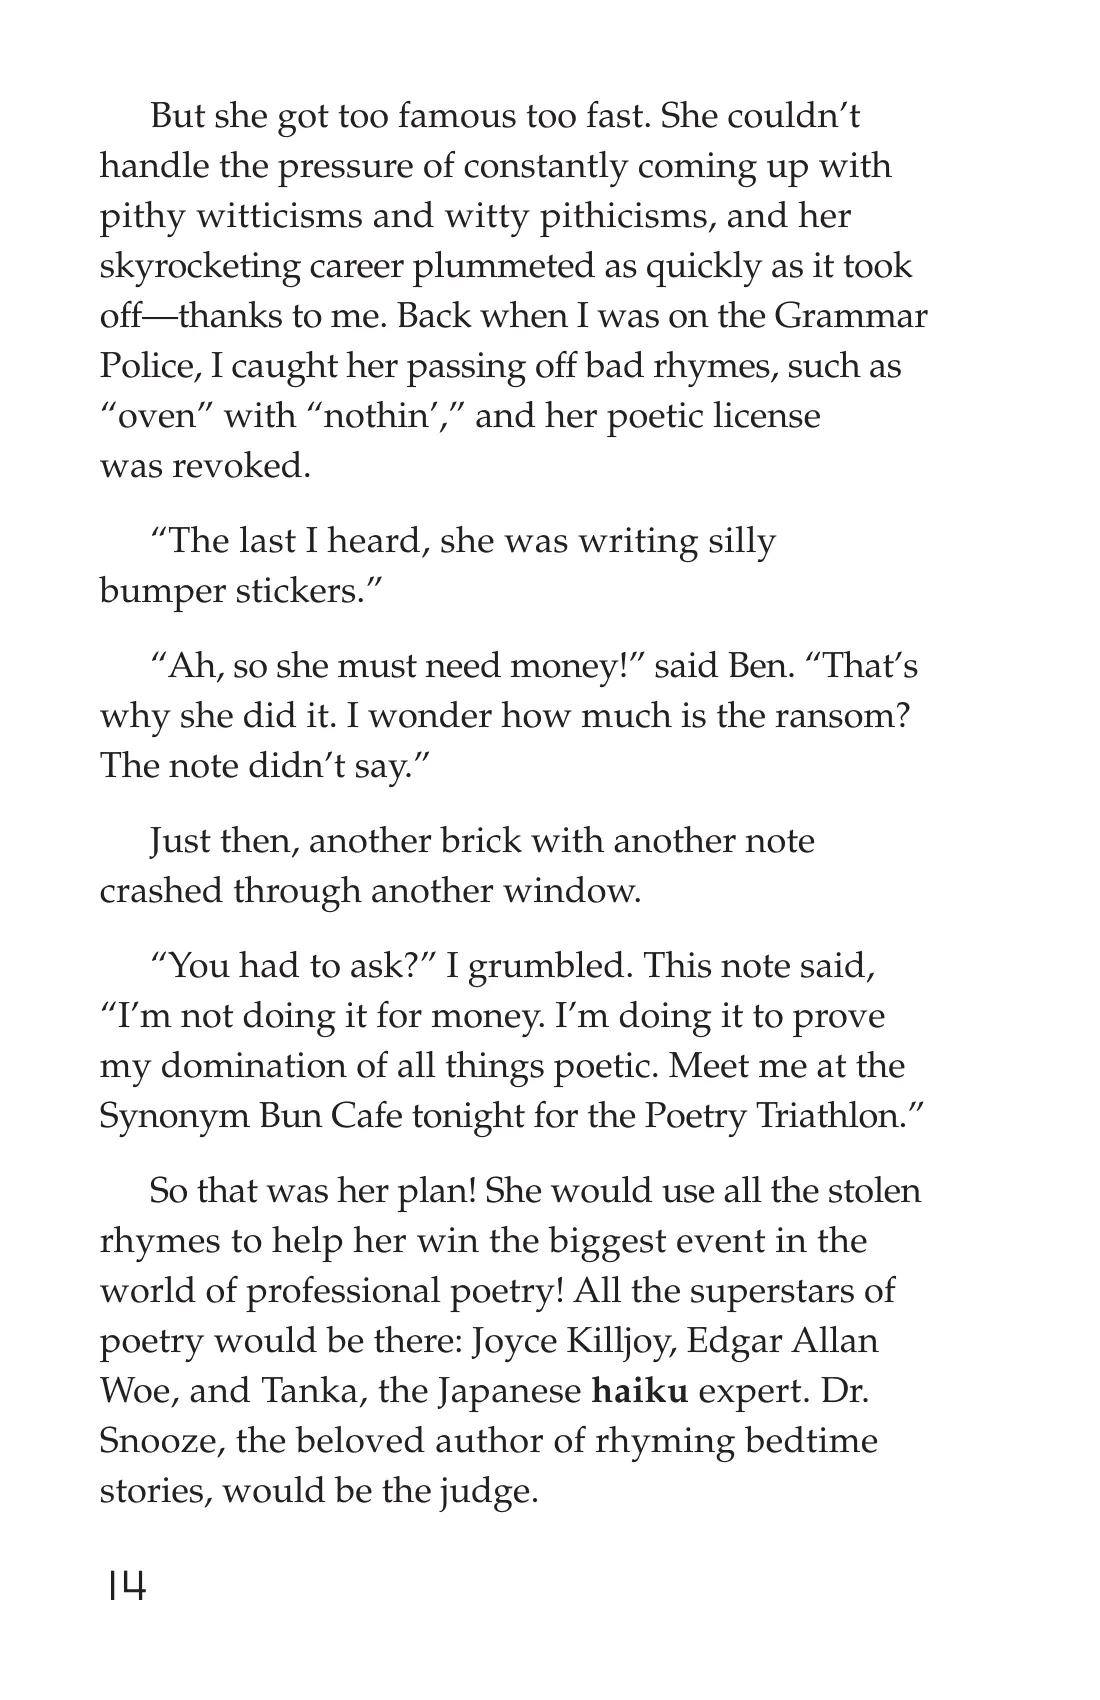 But she got too famous too fast. She couldn’t
handle the pressure of constantly coming up with
pithy witticisms and witty pithicisms, and her
skyrocketing career plummeted as quickly as it took
off—thanks to me. Back when I was on the Grammar
Police, I caught her passing off bad rhymes, such as
“oven” with “nothin’,” and her poetic license
was revoked.
“The last I heard, she was writing silly
bumper stickers.”
“Ah, so she must need money!” said Ben. “That’s
why she did it. I wonder how much is the ransom?
The note didn’t say.”
Just then, another brick with another note
crashed through another window.
“You had to ask?” I grumbled. This note said,
“I’m not doing it for money. I’m doing it to prove
my domination of all things poetic. Meet me at the
Synonym Bun Cafe tonight for the Poetry Triathlon.”
So that was her plan! She would use all the stolen
rhymes to help her win the biggest event in the
world of professional poetry! All the superstars of
poetry would be there: Joyce Killjoy, Edgar Allan
Woe, and Tanka, the Japanese haiku expert. Dr.
Snooze, the beloved author of rhyming bedtime
stories, would be the judge.
14